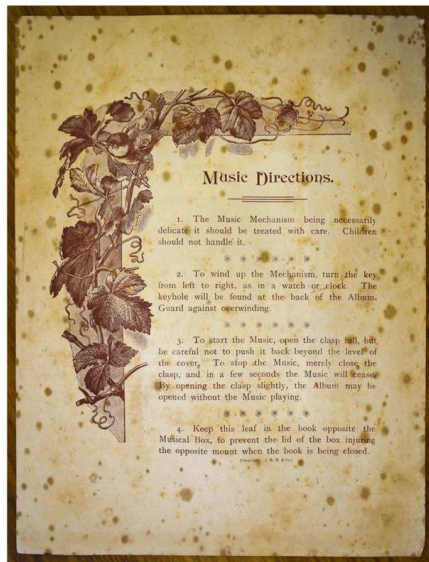 Music Directions.
1. The Music Mechanism being necessarily
delicate it should be treated with care. Children
should not handle it.
2. To wind up the Mechanism, turn the key
from left to right, as in a watch or clock. The
keyhole will be found at the back of the Album.
Guard against overwinding.
3. To start the Music, open the clasp full, but
be careful not to push it back beyond the level of
the cover. To stop the Music, merely close the
clasp, and in a few seconds the Music will cease.
By opening the clasp slightly, the Album may be
opened without the Music playing.
4. Keep this leaf in the book opposite the
Musical Box, to prevent the lid of the box injuring
the opposite mount when the book is being closed.